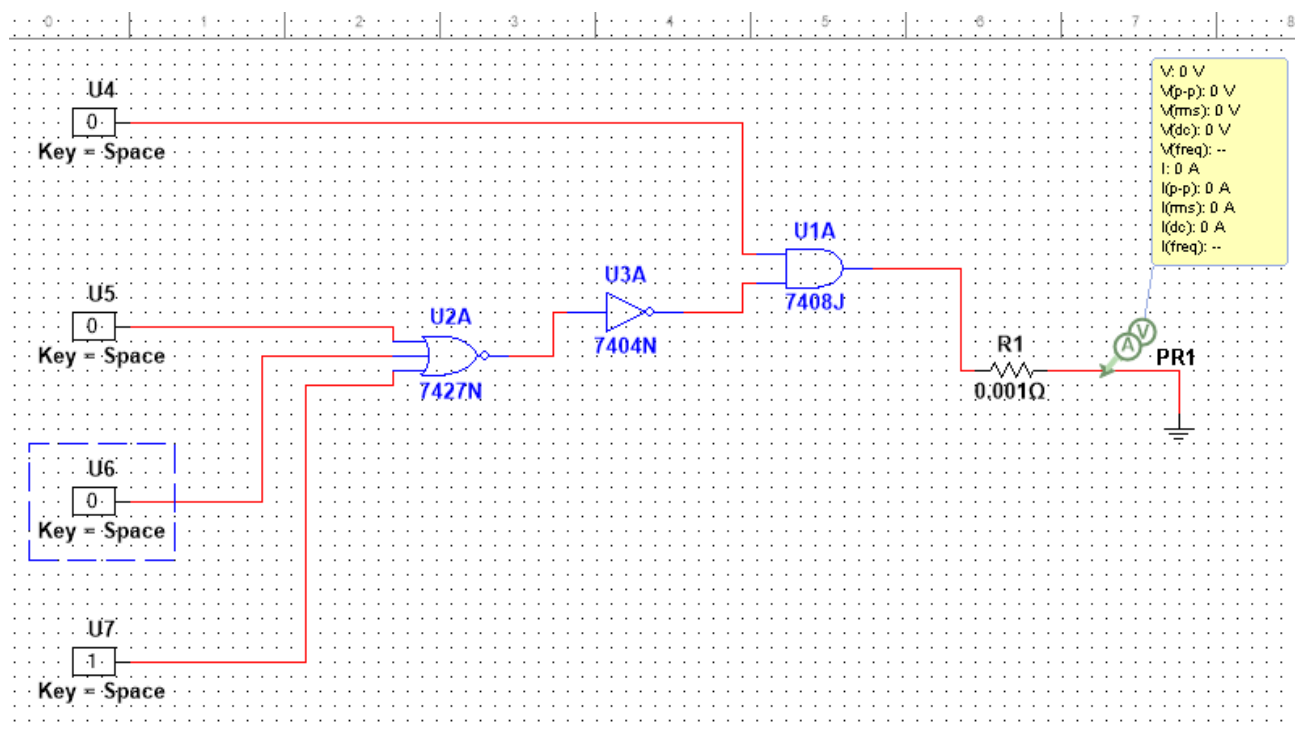 0 1 2 3 4 5 6 7 8
U4
0
Key = Space
U5
0
Key = Space
U6
0
Key = Space
U7
1
Key = Space
U2A
7427N
U3A
7404N
U1A
7408J
R1
0.001Ω
V: 0 V
V(p-p): 0 V
V(rms): 0 V
V(dc): 0 V
V(freq): --
I: 0 A
I(p-p): 0 A
I(rms): 0 A
I(dc): 0 A
I(freq): --
V
A
PR1